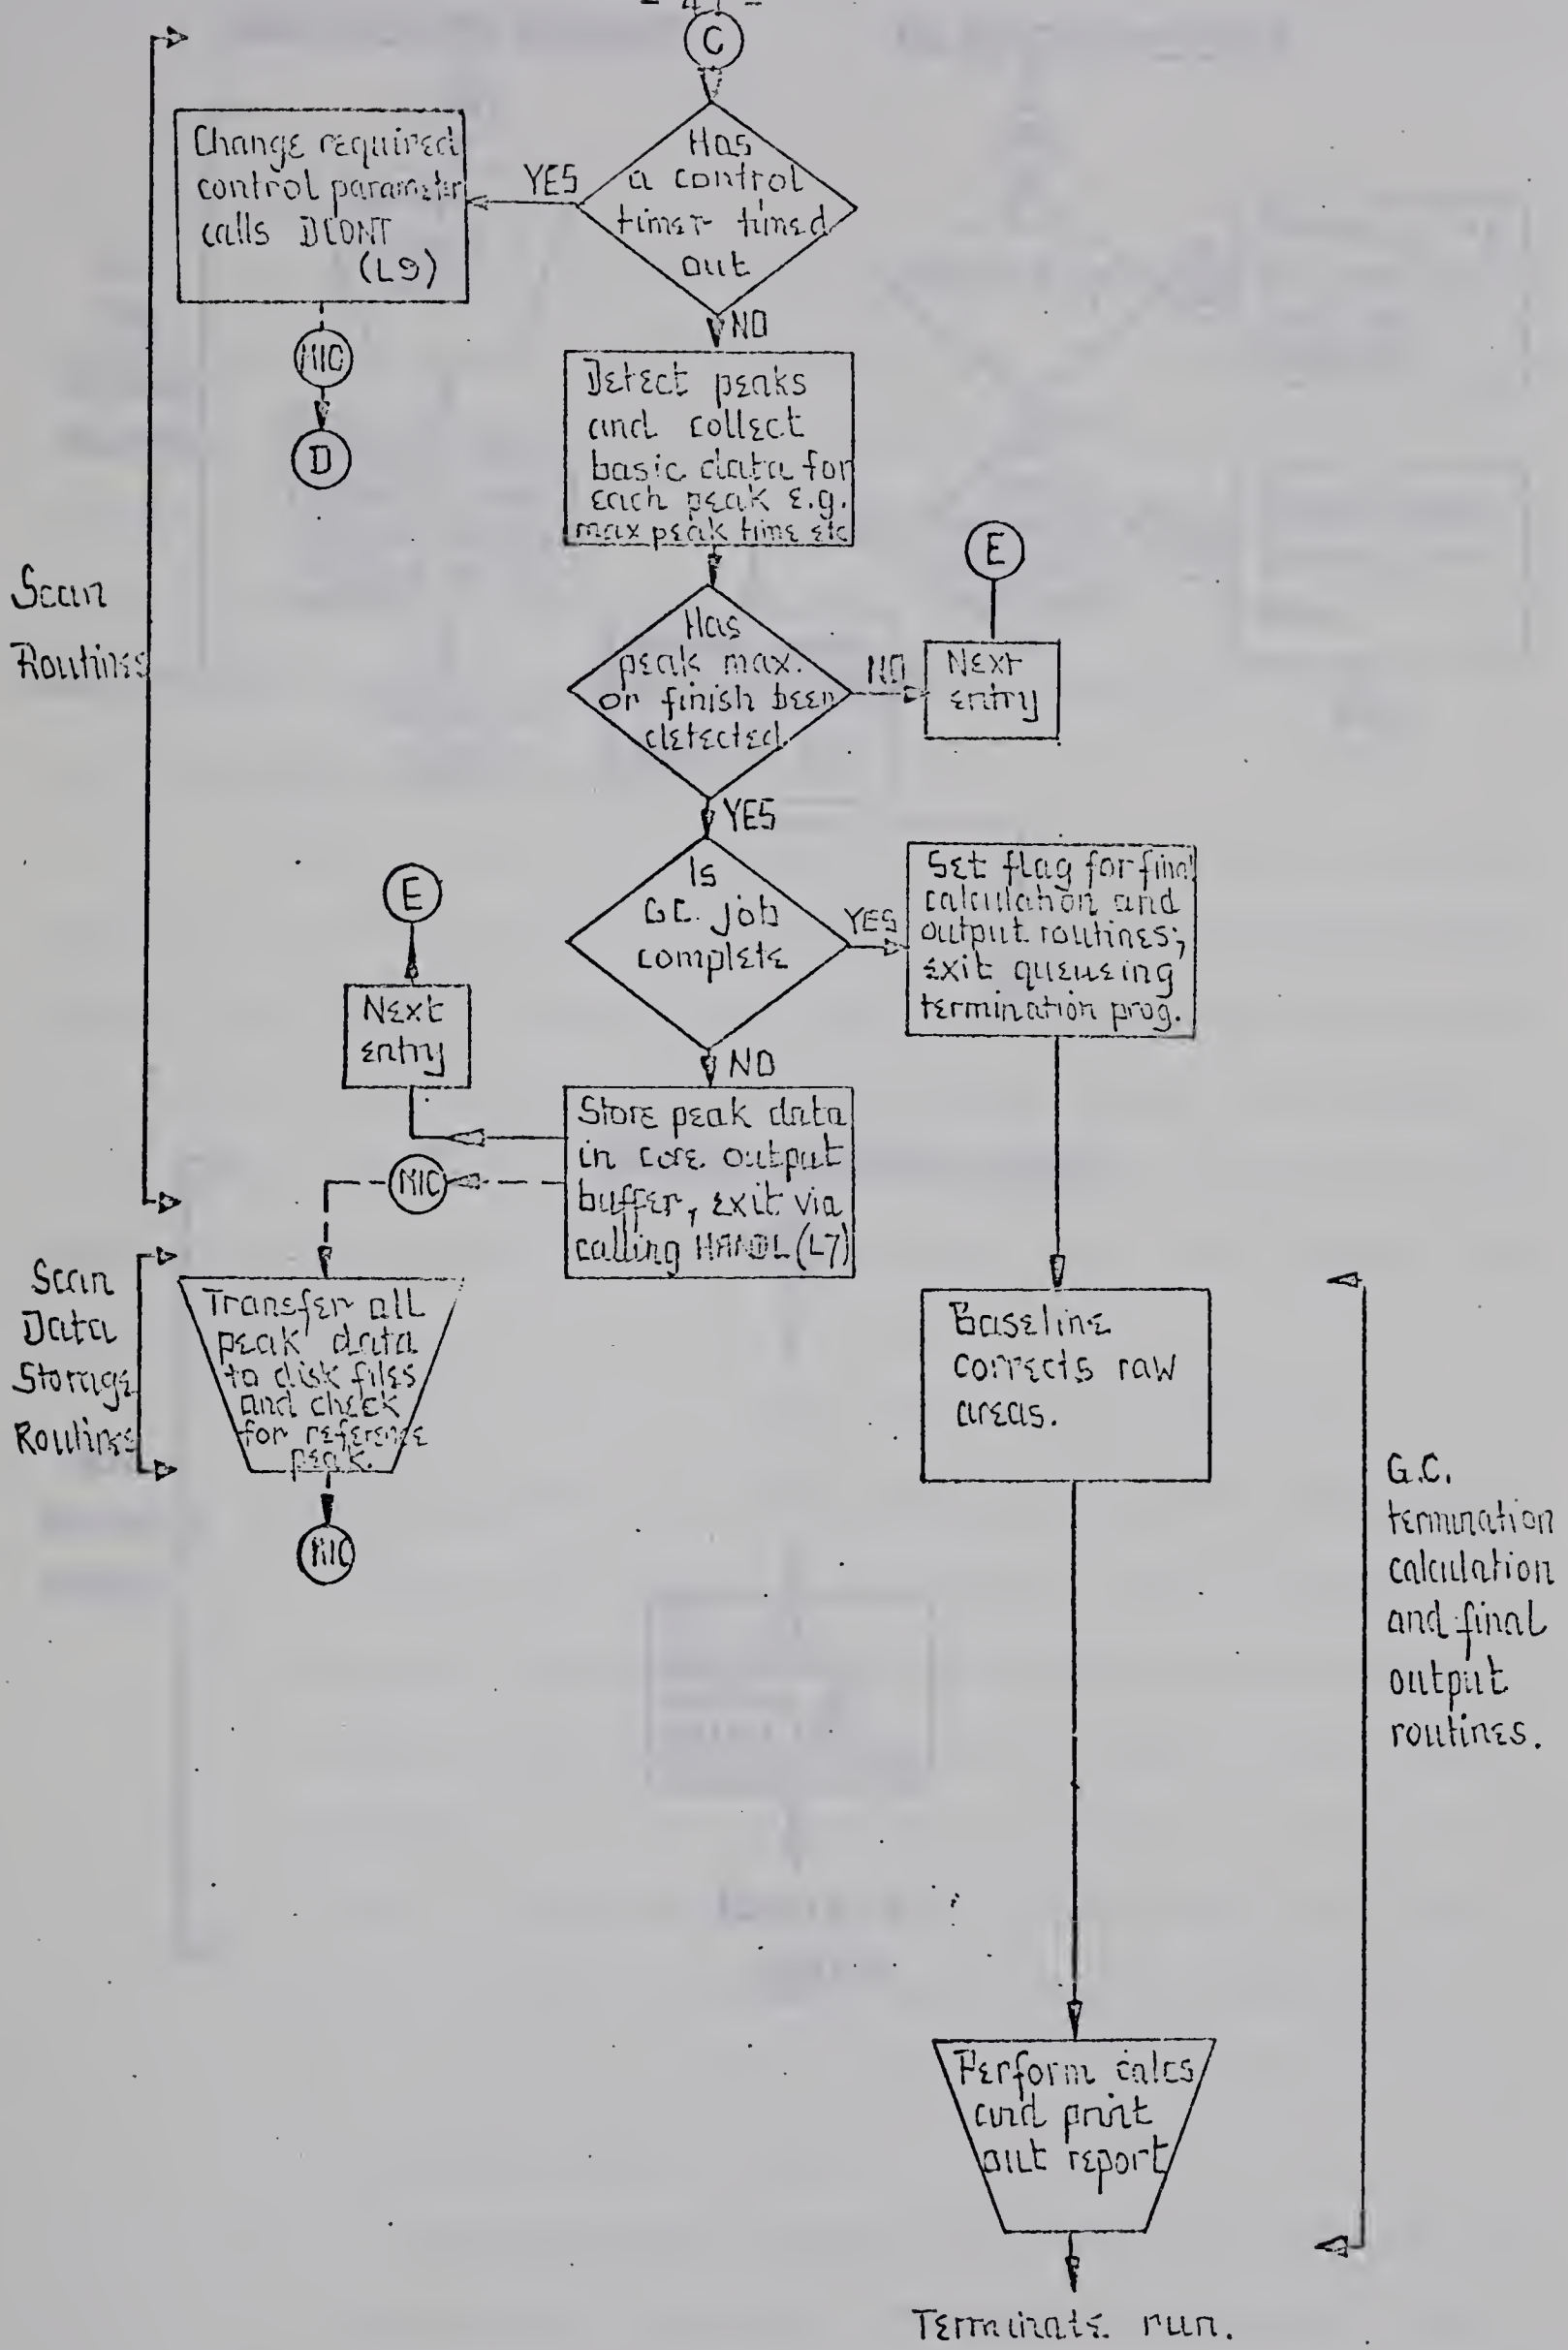 - 41 -
C
Has
a control
timer timed
out
YES
Change required
control parameter
calls DCONT
(L9)
MIC
D
NO
Detect peaks
and collect
basic data for
each peak e.g.
max peak time etc
Has
peak max.
or finish been
detected.
NO
Next
entry
E
YES
Is
G.C. job
complete
YES
Set flag for final
calculation and
output routines;
exit queueing
termination prog.
NO
Store peak data
in core output
buffer, exit via
calling HANDL (L7)
Next
entry
E
MIC
Transfer all
peak data
to disk files
and check
for reference
peak.
MIC
Baseline
corrects raw
areas.
Perform calcs
and print
out report
Terminate run.
Scan
Routines
Scan
Data
Storage
Routines
G.C.
termination
calculation
and final
output
routines.